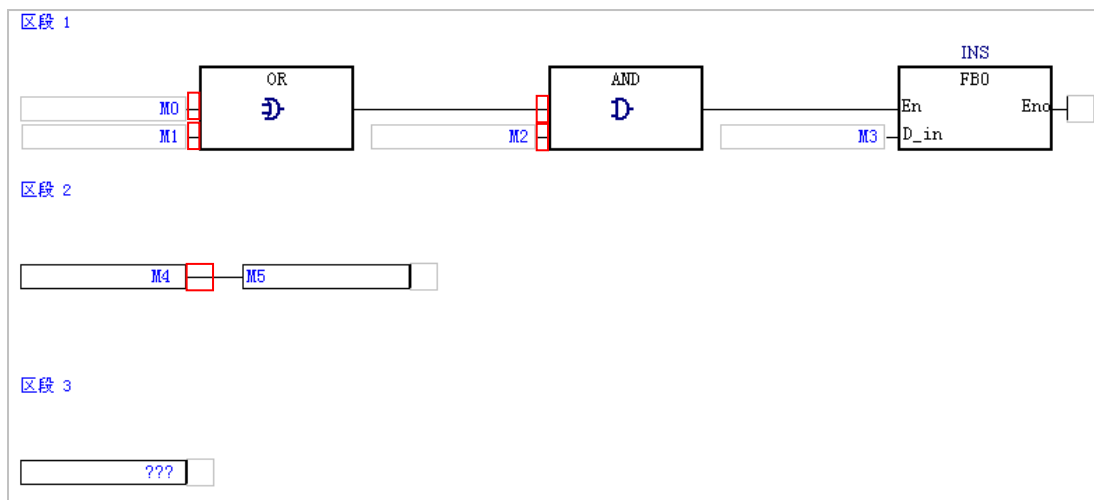 区段 1
INS
OR AND FB0
M0 En Eno
M1 M2 M3 D_in
区段 2
M4 M5
区段 3
???